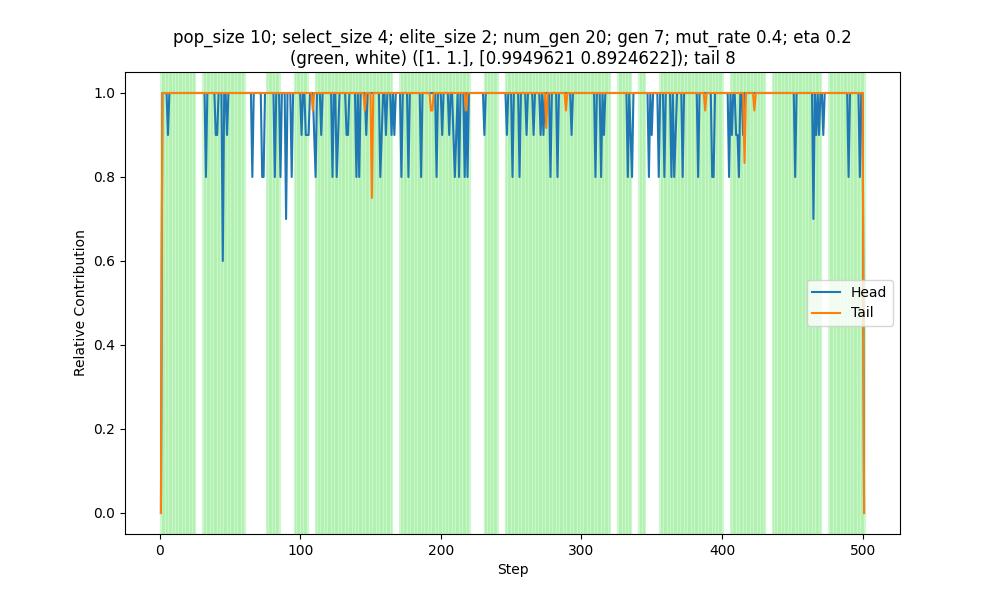 pop_size 10; select_size 4; elite_size 2; num_gen 20; gen 7; mut_rate 0.4; eta 0.2
(green, white) ([1. 1.], [0.9949621 0.8924622]); tail 8
1.0
0.8
0.6
0.4
0.2
0.0
Relative Contribution
Head
Tail
0
100
200
300
400
500
Step